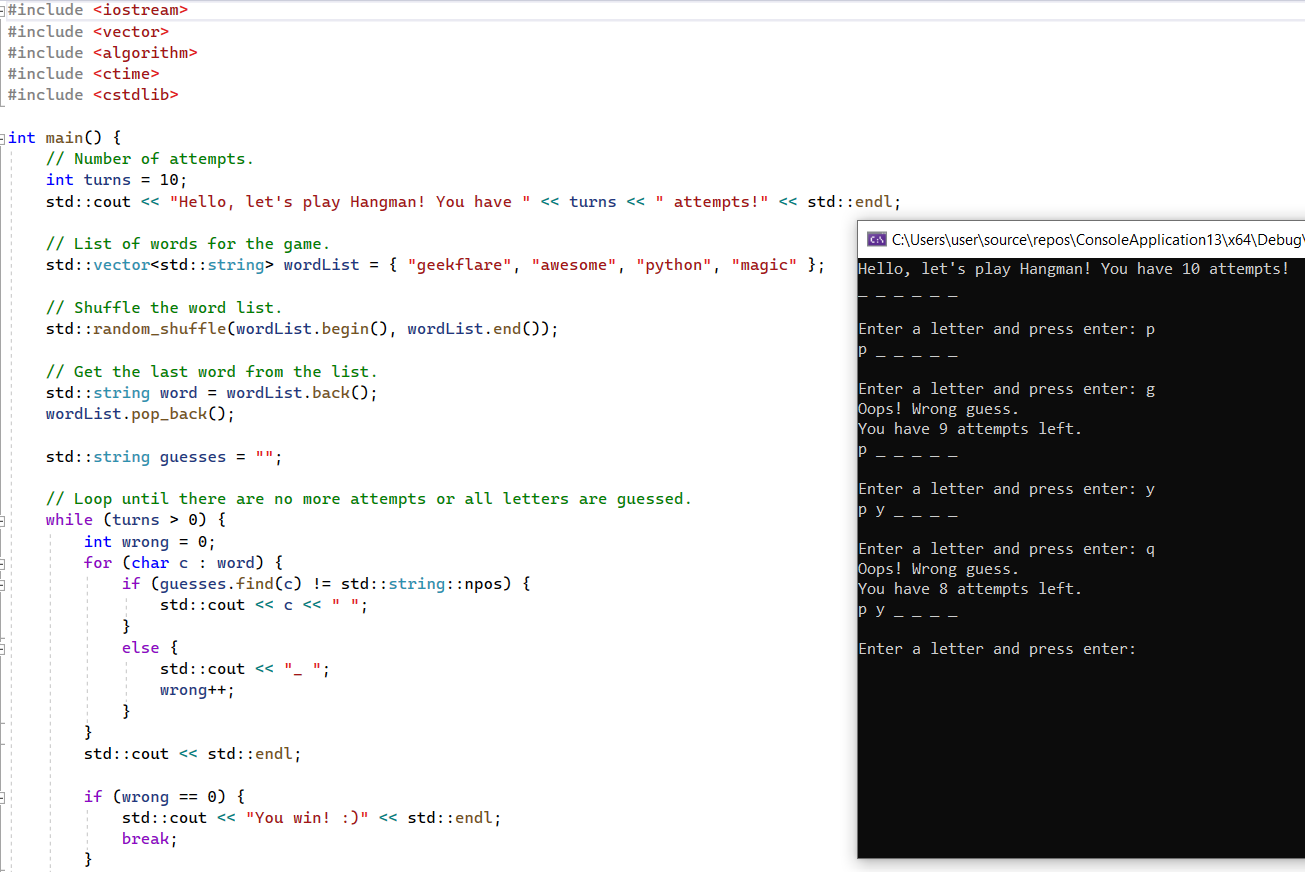 #include <iostream>
#include <vector>
#include <algorithm>
#include <ctime>
#include <cstdlib>
int main() {
// Number of attempts.
int turns = 10;
std::cout << "Hello, let's play Hangman! You have " << turns << " attempts!" << std::endl;
// List of words for the game.
std::vector<std::string> wordList = { "geekflare", "awesome", "python", "magic" };
// Shuffle the word list.
std::random_shuffle(wordList.begin(), wordList.end());
// Get the last word from the list.
std::string word = wordList.back();
wordList.pop_back();
std::string guesses = "";
// Loop until there are no more attempts or all letters are guessed.
while (turns > 0) {
int wrong = 0;
for (char c : word) {
if (guesses.find(c) != std::string::npos) {
std::cout << c << " ";
}
else {
std::cout << "_ ";
wrong++;
}
}
std::cout << std::endl;
if (wrong == 0) {
std::cout << "You win! :)" << std::endl;
break;
}
C:\Users\user\source\repos\ConsoleApplication13\x64\Debug\
Hello, let's play Hangman! You have 10 attempts!
_ _ _ _ _ _
Enter a letter and press enter: p
p _ _ _ _ _
Enter a letter and press enter: g
Oops! Wrong guess.
You have 9 attempts left.
p _ _ _ _ _
Enter a letter and press enter: y
p y _ _ _ _
Enter a letter and press enter: q
Oops! Wrong guess.
You have 8 attempts left.
p y _ _ _ _
Enter a letter and press enter: